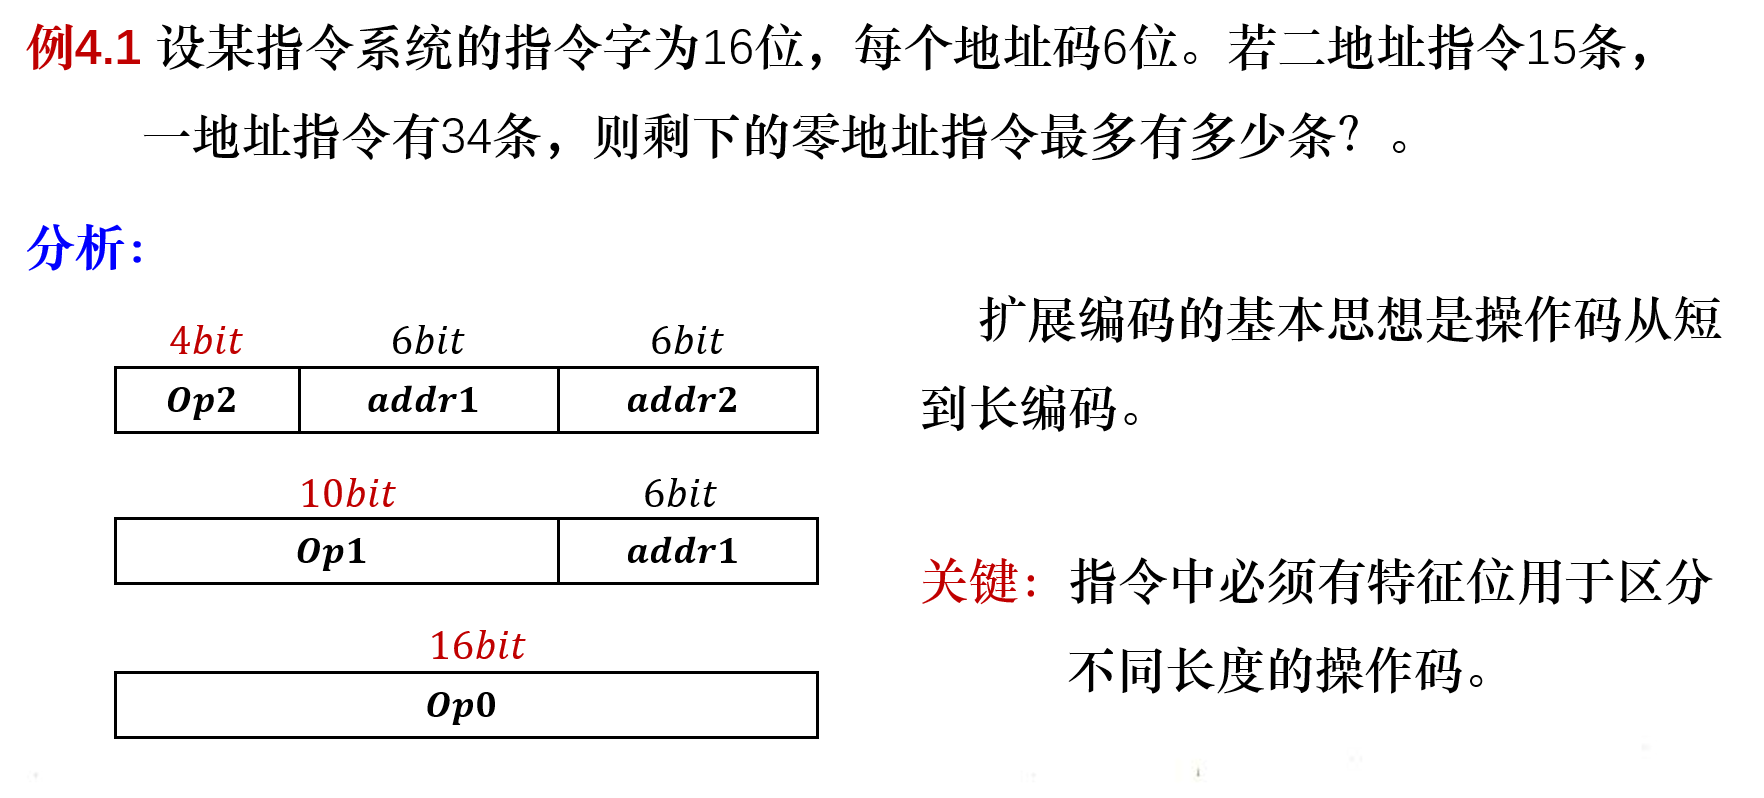 例4.1 设某指令系统的指令字为16位，每个地址码6位。若二地址指令15条，
一地址指令有34条，则剩下的零地址指令最多有多少条？。
分析：
4bit 6bit 6bit
Op2 addr1 addr2
10bit 6bit
Op1 addr1
16bit
Op0
扩展编码的基本思想是操作码从短
到长编码。
关键：指令中必须有特征位用于区分
不同长度的操作码。